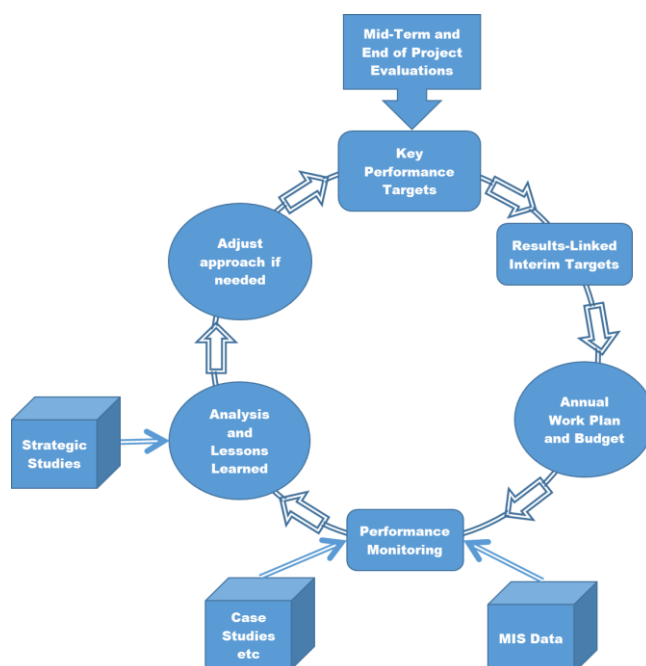 Mid-Term and
End of Project
Evaluations
Key
Performance
Targets
Results-Linked
Interim Targets
Annual
Work Plan
and Budget
Performance
Monitoring
MIS Data
Case
Studies
etc
Analysis
and
Lessons
Learned
Strategic
Studies
Adjust
approach if
needed